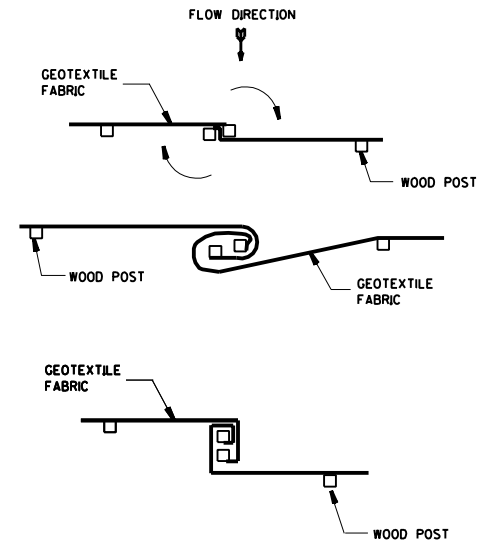 FLOW DIRECTION
GEOTEXTILE
FABRIC
WOOD POST
WOOD POST
GEOTEXTILE
FABRIC
GEOTEXTILE
FABRIC
WOOD POST